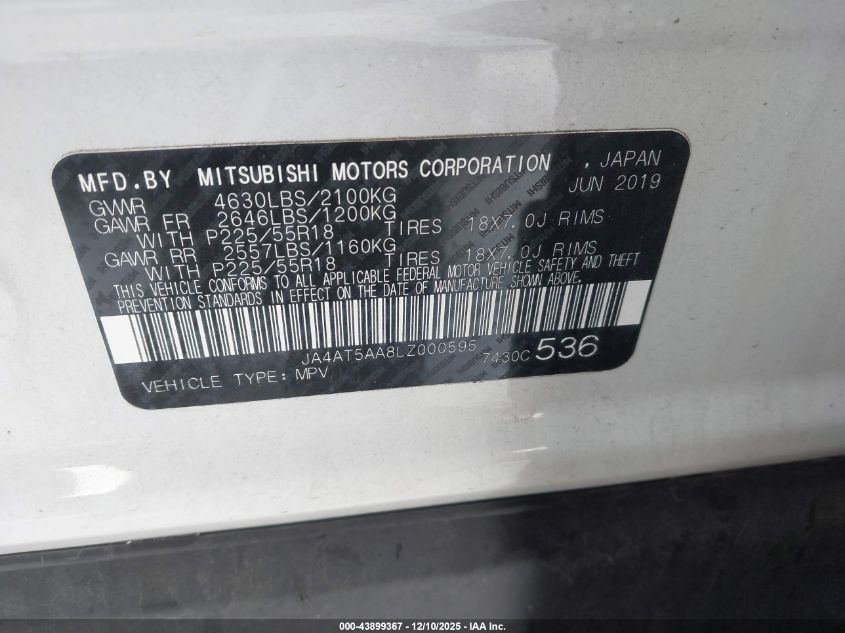 MFD.BY MITSUBISHI MOTORS CORPORATION , JAPAN
JUN 2019
GVWR 4630LBS/2100KG
GAWR FR 2646LBS/1200KG
WITH P225/55R18 TIRES 18X7.0J RIMS
GAWR RR 2557LBS/1160KG
WITH P225/55R18 TIRES 18X7.0J RIMS
THIS VEHICLE CONFORMS TO ALL APPLICABLE FEDERAL MOTOR VEHICLE SAFETY AND THEFT
PREVENTION STANDARDS IN EFFECT ON THE DATE OF MANUFACTURE SHOWN ABOVE.
JA4AT5AA8LZ000595 7430C 536
VEHICLE TYPE: MPV
000-43899367 - 12/10/2025 - IAA Inc.